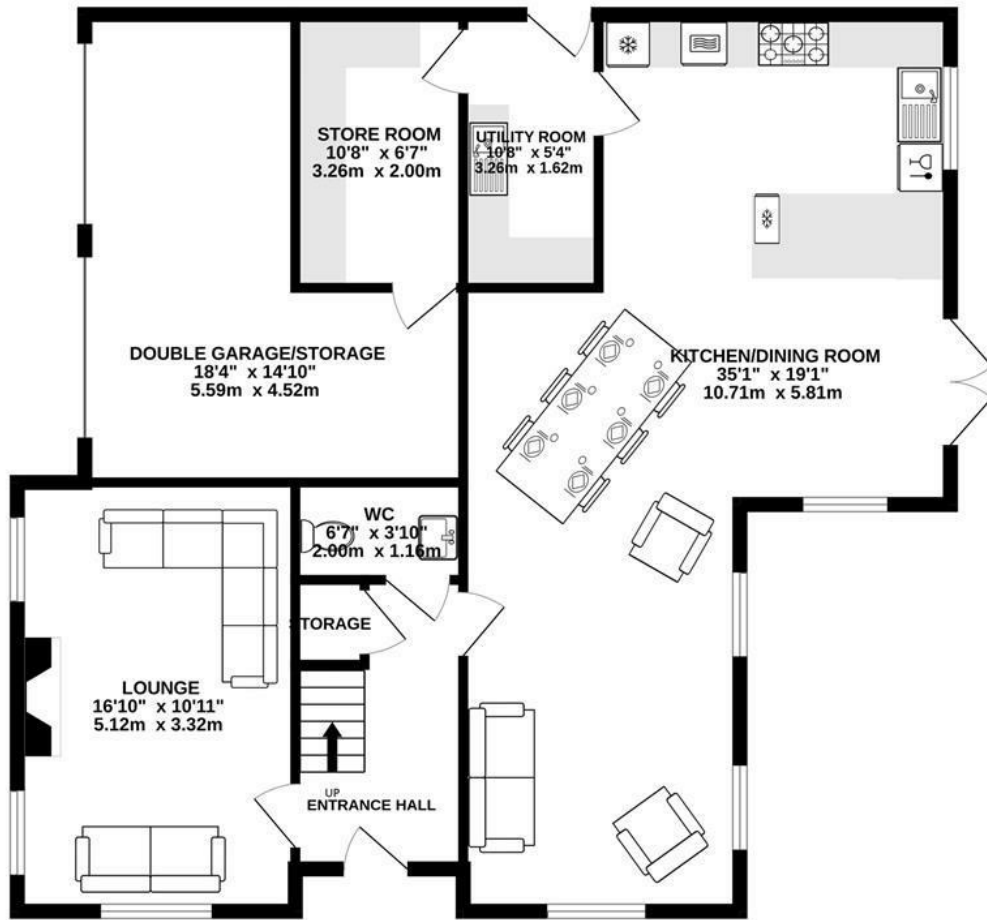 STORE ROOM
10'8" x 6'7"
3.26m x 2.00m
UTILITY ROOM
10'8" x 5'4"
3.26m x 1.62m
DOUBLE GARAGE/STORAGE
18'4" x 14'10"
5.59m x 4.52m
KITCHEN/DINING ROOM
35'1" x 19'1"
10.71m x 5.81m
WC
6'7" x 3'10"
2.00m x 1.16m
STORAGE
LOUNGE
16'10" x 10'11"
5.12m x 3.32m
UP
ENTRANCE HALL